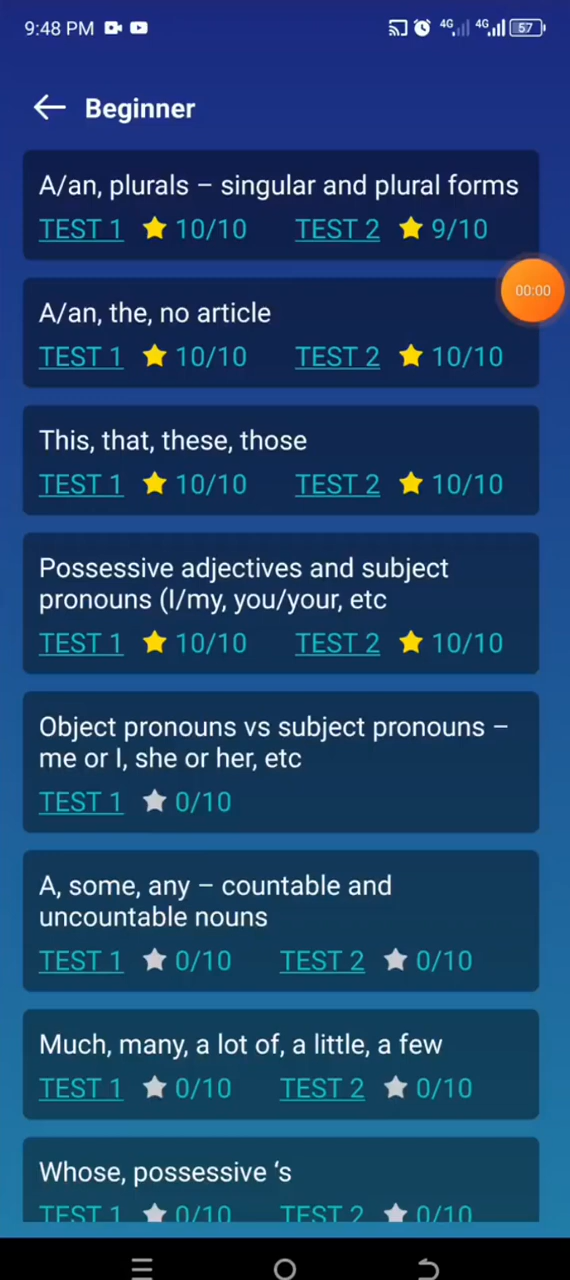 9:48 PM 4G 4G 57
Beginner
A/an, plurals – singular and plural forms
TEST 1 10/10 TEST 2 9/10
00:00
A/an, the, no article
TEST 1 10/10 TEST 2 10/10
This, that, these, those
TEST 1 10/10 TEST 2 10/10
Possessive adjectives and subject
pronouns (I/my, you/your, etc
TEST 1 10/10 TEST 2 10/10
Object pronouns vs subject pronouns –
me or I, she or her, etc
TEST 1 0/10
A, some, any – countable and
uncountable nouns
TEST 1 0/10 TEST 2 0/10
Much, many, a lot of, a little, a few
TEST 1 0/10 TEST 2 0/10
Whose, possessive ‘s
TEST 1 0/10 TEST 2 0/10